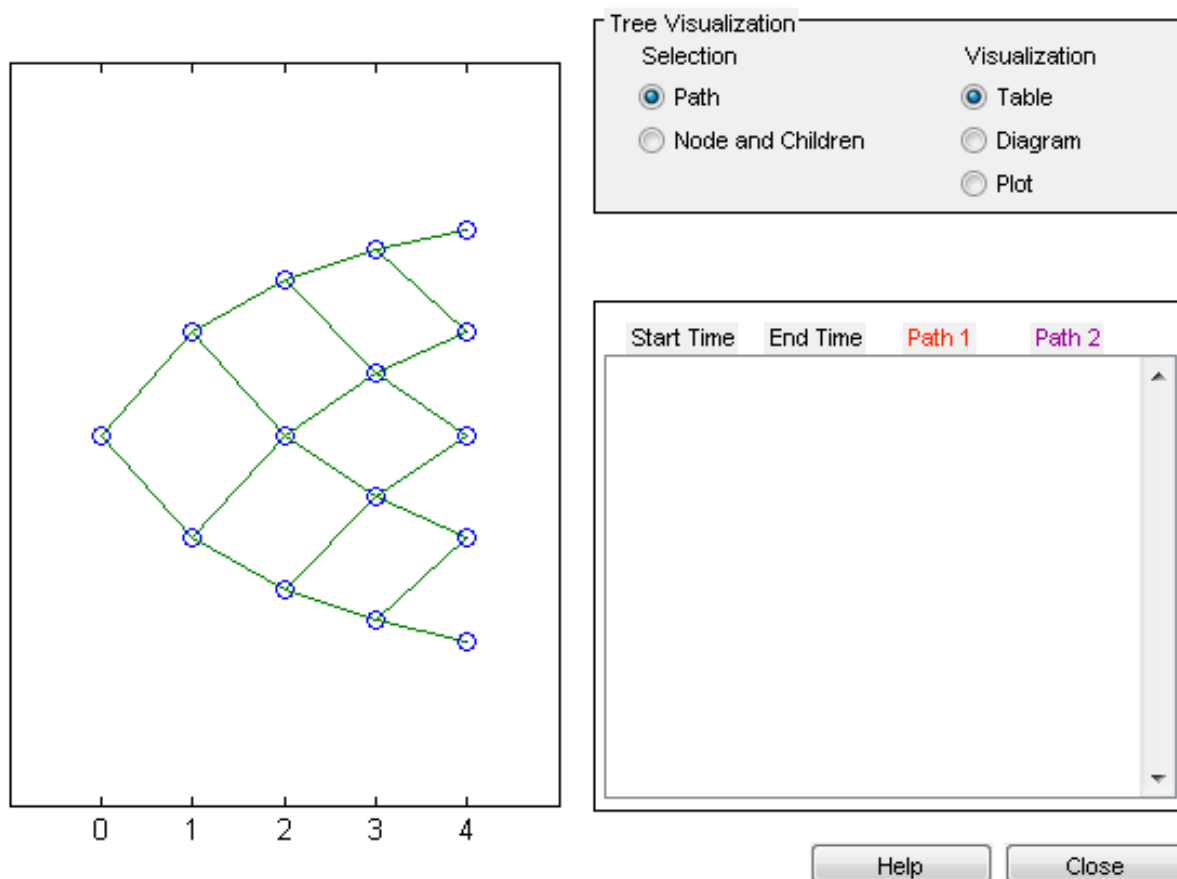 Tree Visualization
Selection
Visualization
Path
Table
Node and Children
Diagram
Plot
Start Time End Time Path 1 Path 2
0 1 2 3 4
Help Close